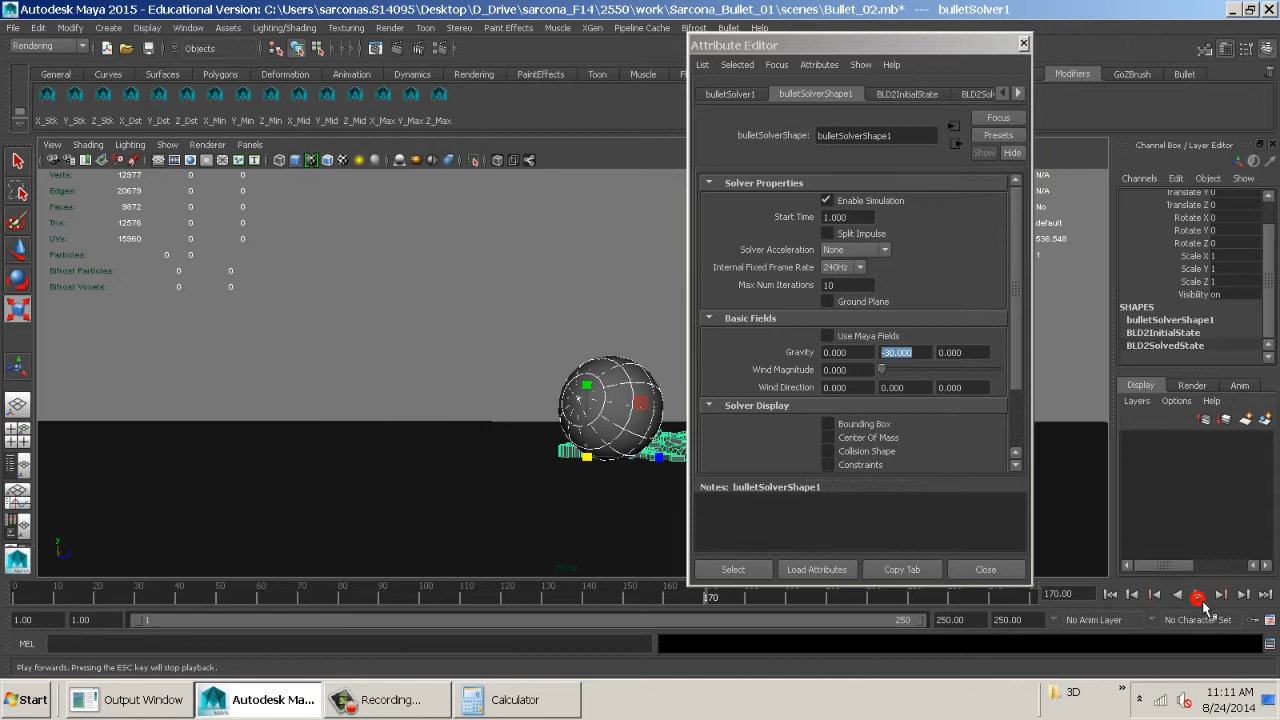 Autodesk Maya 2015 - Educational Version: C:\Users\sarconas.S14095\Desktop\D_Drive\sarcona_F14\2550\work\Sarcona_Bullet_01\scenes\Bullet_02.mb* --- bulletSolver1
File Edit Modify Create Display Window Assets Lighting/Shading Texturing Render Toon Stereo Paint Effects Muscle XGen Pipeline Cache Bifrost Bullet Help
Rendering Objects
General Curves Surfaces Polygons Deformation Animation Dynamics Rendering PaintEffects Toon Muscle Modifiers GoZBrush Bullet
X_Stk Y_Stk Z_Stk X_Dst Z_Dst X_Min Y_Min Z_Min X_Max Y_Max Z_Max
View Shading Lighting Show Renderer Panels
Verts: 12977 0 0
Edges: 20679 0 0
Faces: 9872 0 0
Tris: 12576 0 0
UVs: 15960 0 0
Particles: 0 0
Bifrost Particles: 0 0
Bifrost Voxels: 0 0
N/A
N/A
No
default
536.548
1
Attribute Editor
List Selected Focus Attributes Show Help
bulletSolver1 bulletSolverShape1 BLD2InitialState BLD2Sol
bulletSolverShape: bulletSolverShape1
Focus
Presets
Show Hide
Solver Properties
Enable Simulation
Start Time 1.000
Split Impulse
Solver Acceleration None
Internal Fixed Frame Rate 240Hz
Max Num Iterations 10
Ground Plane
Basic Fields
Use Maya Fields
Gravity 0.000 -30.000 0.000
Wind Magnitude 0.000
Wind Direction 0.000 0.000 0.000
Solver Display
Bounding Box
Center Of Mass
Collision Shape
Constraints
Notes: bulletSolverShape1
Select Load Attributes Copy Tab Close
Channel Box / Layer Editor
Channels Edit Object Show
Translate Y 0
Translate Z 0
Rotate X 0
Rotate Y 0
Rotate Z 0
Scale X 1
Scale Y 1
Scale Z 1
Visibility on
SHAPES
bulletSolverShape1
BLD2InitialState
BLD2SolvedState
Display Render Anim
Layers Options Help
y
persp
0 10 20 30 40 50 60 70 80 90 100 110 120 130 140 150 160 170 180 190 200 210 220 230 240
170
170.00
1.00 1.00 1 250 250.00 250.00 No Anim Layer No Character Set
MEL
Play forwards. Pressing the ESC key will stop playback.
Start Output Window Autodesk Ma... Recording... Calculator 3D 11:11 AM
8/24/2014